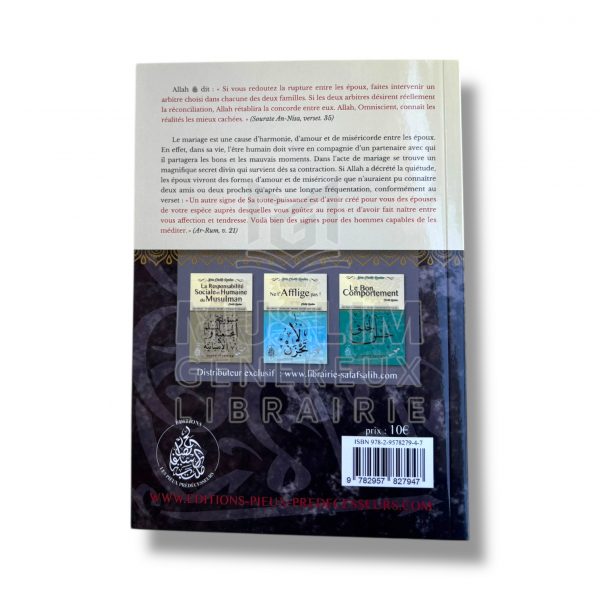 Allah ﷻ dit : « Si vous redoutez la rupture entre les époux, faites intervenir un
arbitre choisi dans chacune des deux familles. Si les deux arbitres désirent réellement
la réconciliation, Allah rétablira la concorde entre eux. Allah, Omniscient, connaît les
réalités les mieux cachées. » (Sourate An-Nisa, verset. 35)
Le mariage est une cause d'harmonie, d'amour et de miséricorde entre les époux.
En effet, dans sa vie, l'être humain doit vivre en compagnie d'un partenaire avec qui
il partagera les bons et les mauvais moments. Dans l'acte de mariage se trouve un
magnifique secret divin qui survient dès sa contraction. Si Allah a décrété la quiétude,
les époux vivront des formes d'amour et de miséricorde que n'auraient pu connaître
deux amis ou deux proches qu'après une longue fréquentation, conformément au
verset : « Un autre signe de Sa toute-puissance est d'avoir créé pour vous des épouses
de votre espèce auprès desquelles vous goûtez au repos et d'avoir fait naître entre
vous affection et tendresse. Voilà bien des signes pour des hommes capables de les
méditer. » (Ar-Rum, v. 21)
La Responsabilité
Sociale et Humaine
du Musulman
Ne t'Afflige pas !
لا تحزن
Le Bon
Comportement
حسن الخلق
MUSLIM
GENEREUX
LIBRAIRIE
Distributeur exclusif : www.librairie-salafsalih.com
prix : 10€
ISBN 978-2-9578279-4-7
9 782957 827947
EDITIONS
LES PIEUX PRÉDÉCESSEURS
WWW.EDITIONS-PIEUX-PREDECESSEURS.COM